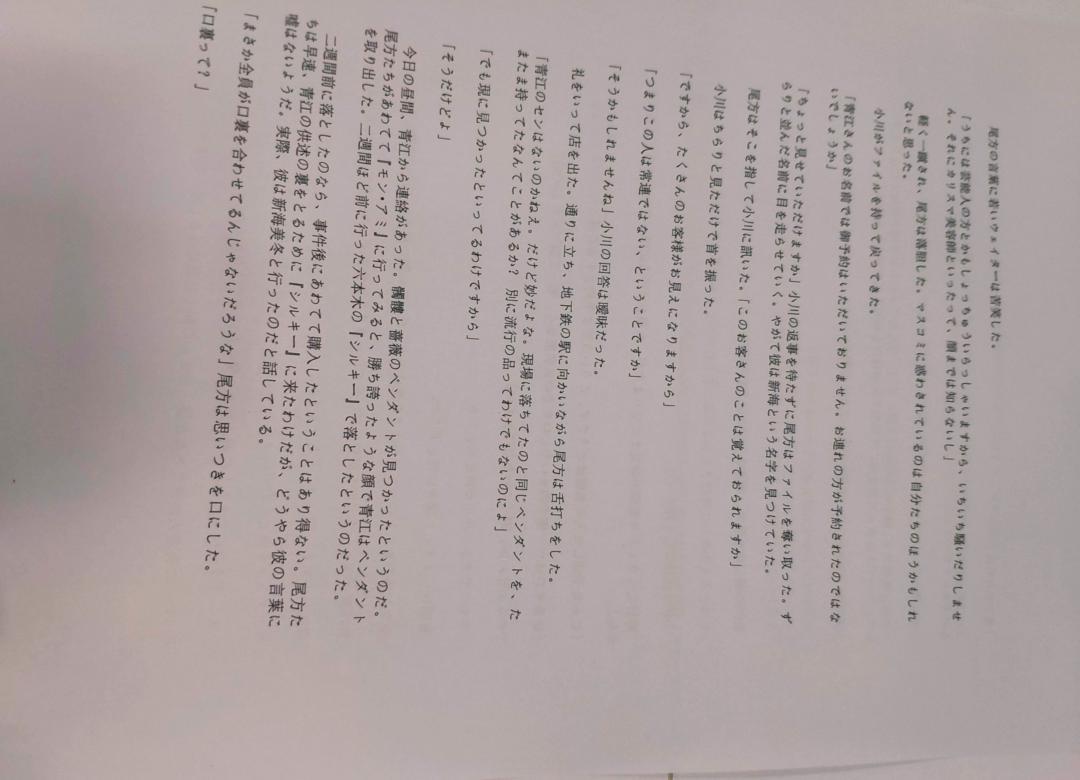 尾方の言葉に若いウェイターは苦笑した。
「うちには芸能人の方とかもしょっちゅういらっしゃいますから、いちいち騒いだりしませ
ん。それにカリスマ美容師といったって、顔までは知らないし」
軽く一蹴され、尾方は落胆した。マスコミに惑わされているのは自分たちのほうかもしれ
ないと思った。
小川がファイルを持って戻ってきた。
「青江さんのお名前では御予約はいただいておりません。お連れの方が予約されたのではな
いでしょうか」
「ちょっと見せていただけますか」小川の返事を待たずに尾方はファイルを奪い取った。ず
らりと並んだ名前に目を走らせていく。やがて彼は新海という名字を見つけていた。
尾方はそこを指して小川に訊いた。「このお客さんのことは覚えておられますか」
小川はちらりと見ただけで首を振った。
「ですから、たくさんのお客様がお見えになりますから」
「つまりこの人は常連ではない、ということですか」
「そうかもしれませんね」小川の回答は曖昧だった。
礼をいって店を出た。通りに立ち、地下鉄の駅に向かいながら尾方は舌打ちをした。
「青江のセンはないのかねえ。だけど妙だよな。現場に落ちてたのと同じペンダントを、た
またま持ってたなんてことがあるか？　別に流行の品ってわけでもないのによ」
「でも現に見つかったといってるわけですから」
「そうだけどよ」
今日の昼間、青江から連絡があった。髑髏と薔薇のペンダントが見つかったというのだ。
尾方たちがあわてて『モン・アミ』に行ってみると、勝ち誇ったような顔で青江はペンダント
を取り出した。二週間ほど前に行った六本木の『シルキー』で落としたというのだった。
二週間前に落としたのなら、事件後にあわてて購入したということはあり得ない。尾方た
ちは早速、青江の供述の裏をとるために『シルキー』に来たわけだが、どうやら彼の言葉に
嘘はないようだ。実際、彼は新海美冬と行ったのだと話している。
「まさか全員が口裏を合わせてるんじゃないだろうな」尾方は思いつきを口にした。
「口裏って？」